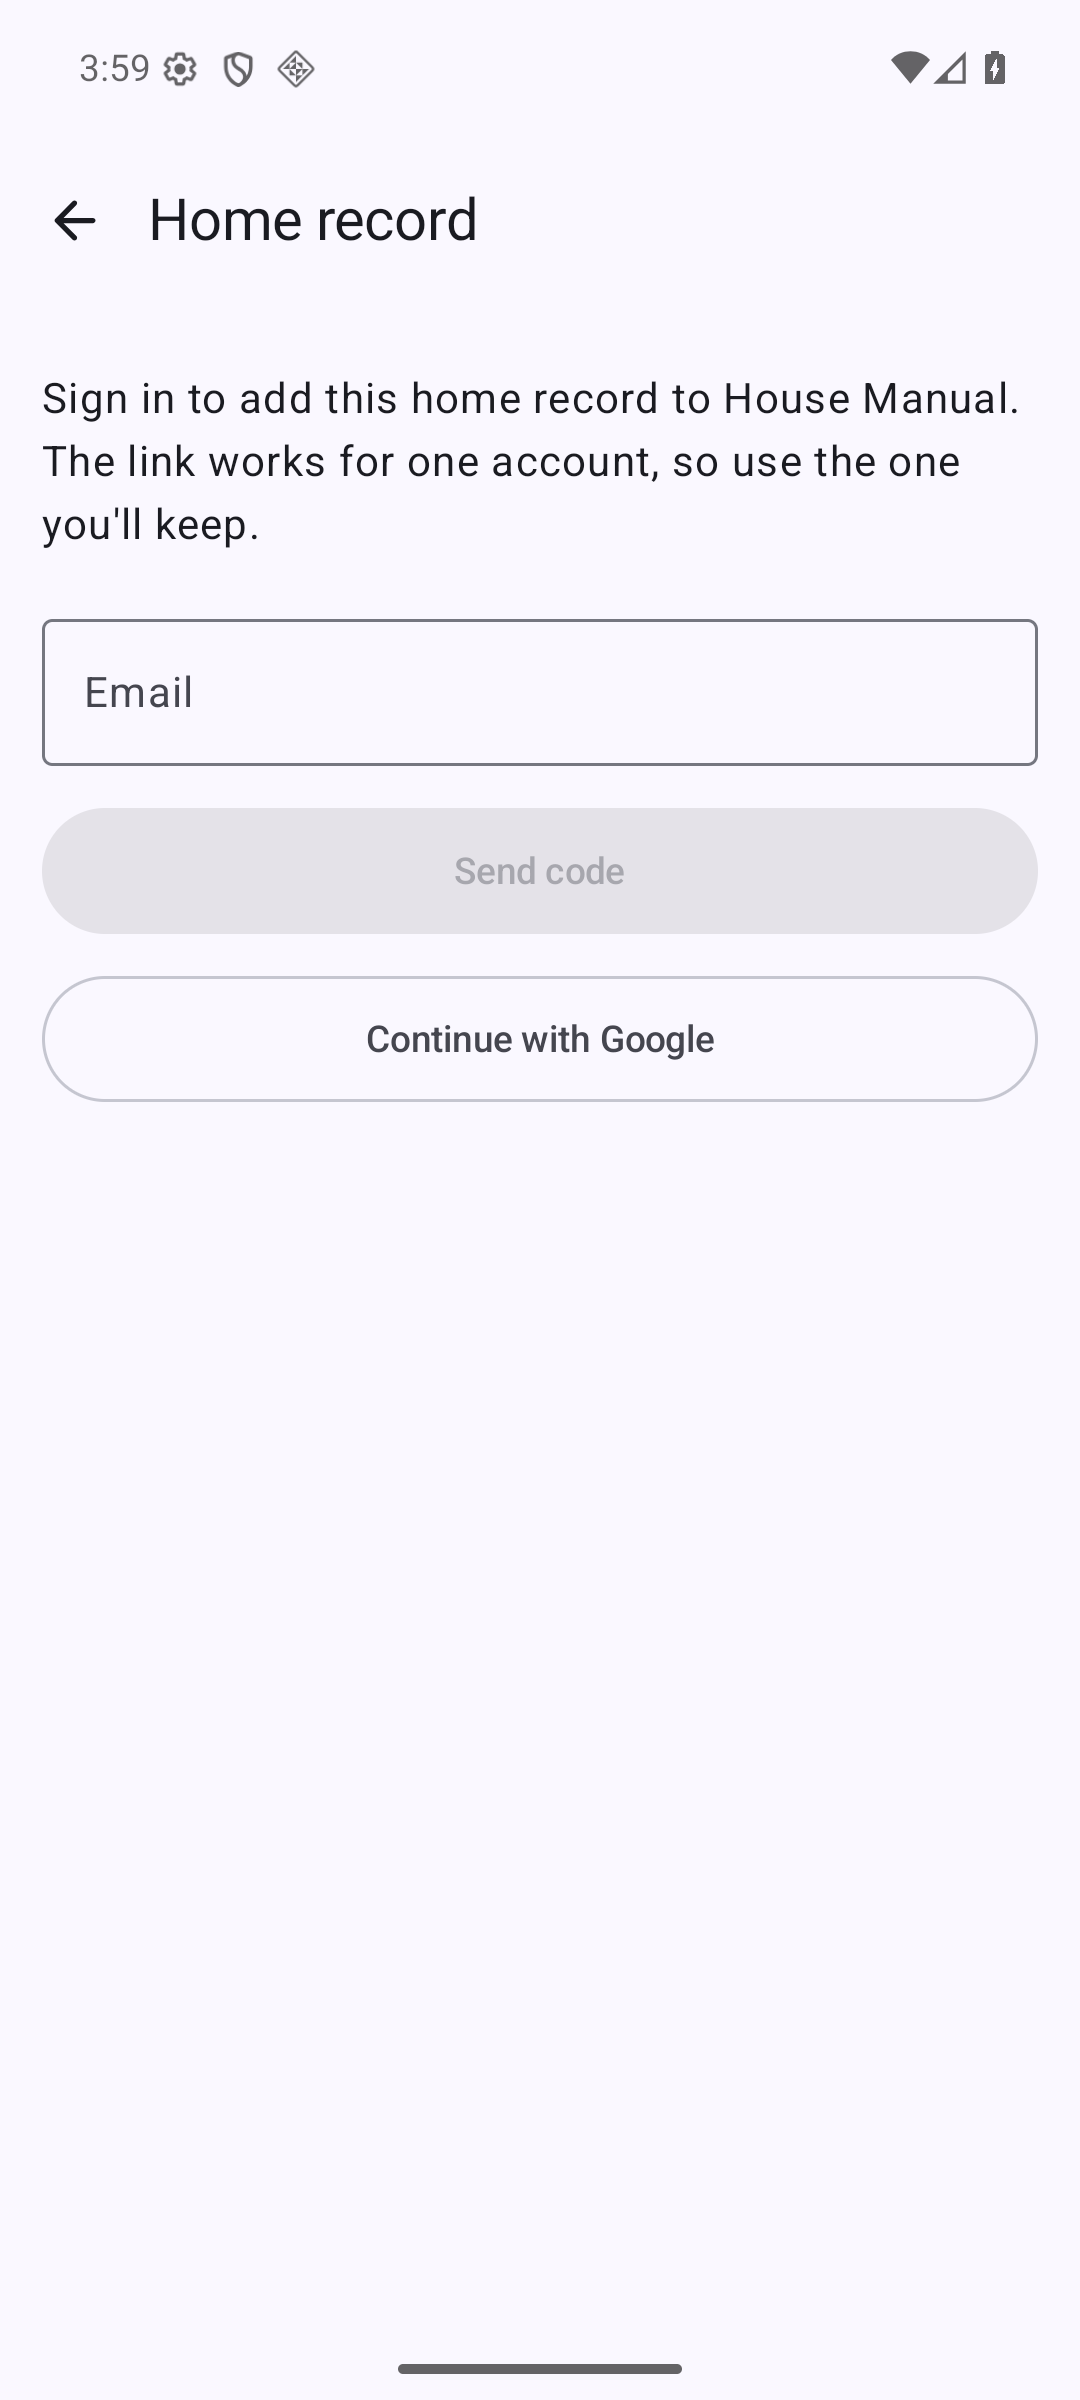 3:59
Home record
Sign in to add this home record to House Manual.
The link works for one account, so use the one
you'll keep.
Email
Send code
Continue with Google